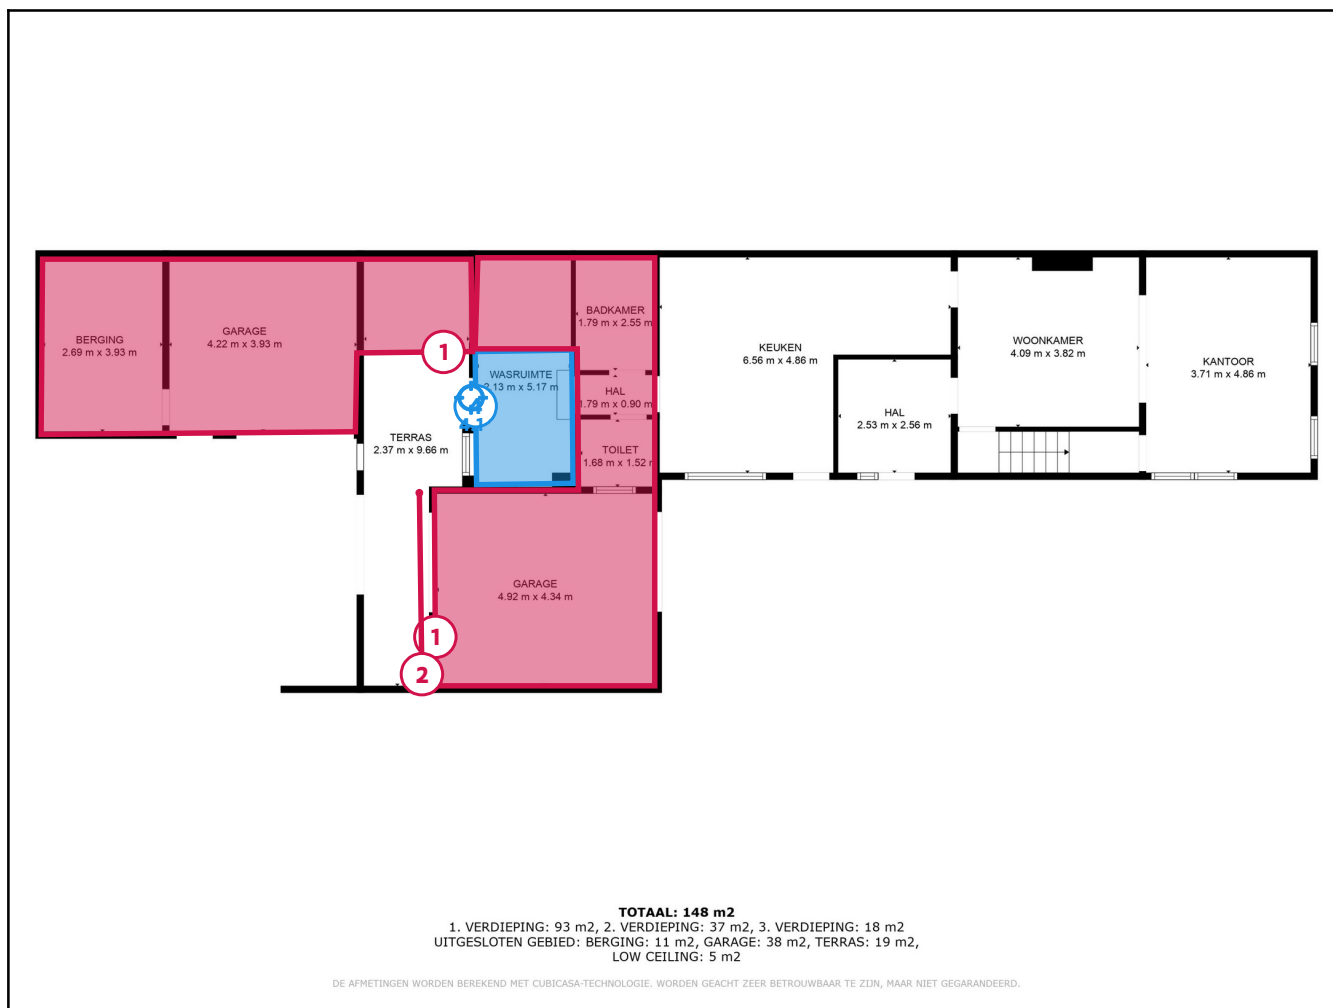 BERGING
2.69 m x 3.93 m
GARAGE
4.22 m x 3.93 m
1
TERRAS
2.37 m x 9.66 m
WASRUIMTE
2.13 m x 5.17 m
BADKAMER
1.79 m x 2.55 m
HAL
1.79 m x 0.90 m
TOILET
1.68 m x 1.52 m
KEUKEN
6.56 m x 4.86 m
HAL
2.53 m x 2.56 m
WOONKAMER
4.09 m x 3.82 m
KANTOOR
3.71 m x 4.86 m
GARAGE
4.92 m x 4.34 m
1
2
TOTAAL: 148 m2
1. VERDIEPING: 93 m2, 2. VERDIEPING: 37 m2, 3. VERDIEPING: 18 m2
UITGESLOTEN GEBIED: BERGING: 11 m2, GARAGE: 38 m2, TERRAS: 19 m2,
LOW CEILING: 5 m2
DE AFMETINGEN WORDEN BEREKEND MET CUBICASA-TECHNOLOGIE. WORDEN GEACHT ZEER BETROUWBAAR TE ZIJN, MAAR NIET GEGARANDEERD.